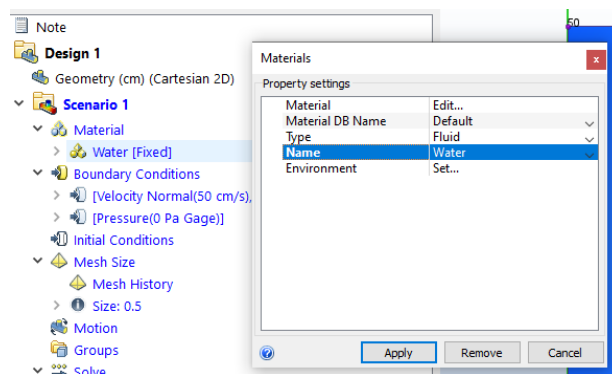 Note
Design 1
Geometry (cm) (Cartesian 2D)
Scenario 1
Material
Water [Fixed]
Boundary Conditions
[Velocity Normal(50 cm/s),
[Pressure(0 Pa Gage)]
Initial Conditions
Mesh Size
Mesh History
Size: 0.5
Motion
Groups
Solve
Materials
x
Property settings
Material Edit...
Material DB Name Default
Type Fluid
Name Water
Environment Set...
Apply Remove Cancel
50